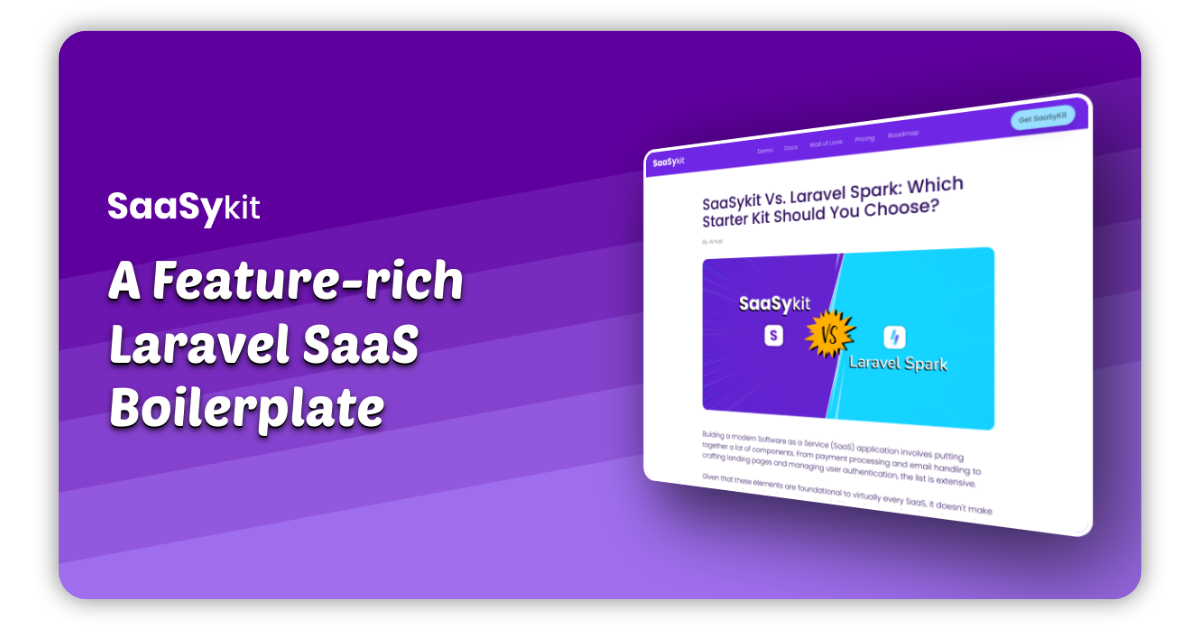 SaaSykit
A Feature-rich
Laravel SaaS
Boilerplate
SaaSykit
Demo Docs Wall of Love Pricing Roadmap
Get SaaSykit
SaaSykit Vs. Laravel Spark: Which
Starter Kit Should You Choose?
By Ahmas
SaaSykit
S
VS
Laravel Spark
Building a modern Software as a Service (SaaS) application involves putting
together a lot of components. From payment processing and email handling to
crafting landing pages and managing user authentication, the list is extensive.
Given that these elements are foundational to virtually every SaaS, it doesn't make